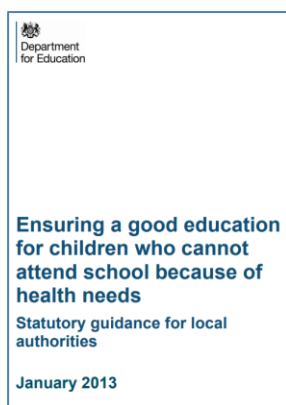 Department
for Education
Ensuring a good education
for children who cannot
attend school because of
health needs
Statutory guidance for local
authorities
January 2013